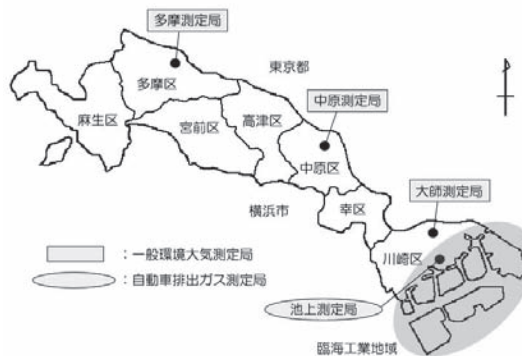 多摩測定局
東京都
多摩区
中原測定局
麻生区
高津区
宮前区
中原区
大師測定局
横浜市
幸区
川崎区
：一般環境大気測定局
：自動車排出ガス測定局
池上測定局
臨海工業地域